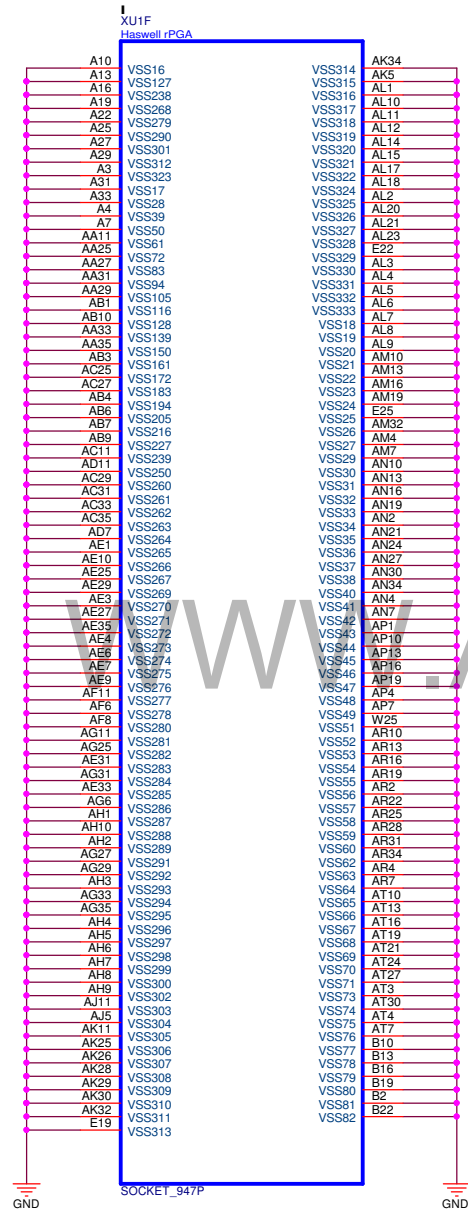 XU1F
Haswell rPGA
A10 VSS16 VSS314 AK34
A13 VSS127 VSS315 AK5
A16 VSS238 VSS316 AL1
A19 VSS268 VSS317 AL10
A22 VSS279 VSS318 AL11
A25 VSS290 VSS319 AL12
A27 VSS301 VSS320 AL14
A29 VSS312 VSS321 AL15
A3 VSS323 VSS322 AL17
A31 VSS17 VSS324 AL18
A33 VSS28 VSS325 AL2
A4 VSS39 VSS326 AL20
A7 VSS50 VSS327 AL21
AA11 VSS61 VSS328 AL23
AA25 VSS72 VSS329 E22
AA27 VSS83 VSS330 AL3
AA31 VSS94 VSS331 AL4
AA29 VSS105 VSS332 AL5
AB1 VSS116 VSS333 AL6
AB10 VSS128 VSS18 AL7
AA33 VSS139 VSS19 AL8
AA35 VSS150 VSS20 AL9
AB3 VSS161 VSS21 AM10
AC25 VSS172 VSS22 AM13
AC27 VSS183 VSS23 AM16
AB4 VSS194 VSS24 AM19
AB6 VSS205 VSS25 E25
AB7 VSS216 VSS26 AM32
AB9 VSS227 VSS27 AM4
AC11 VSS239 VSS29 AM7
AD11 VSS250 VSS30 AN10
AC29 VSS260 VSS31 AN13
AC31 VSS261 VSS32 AN16
AC33 VSS262 VSS33 AN19
AC35 VSS263 VSS34 AN2
AD7 VSS264 VSS35 AN21
AE1 VSS265 VSS36 AN24
AE10 VSS266 VSS37 AN27
AE25 VSS267 VSS38 AN30
AE29 VSS269 VSS40 AN34
AE3 VSS270 VSS41 AN4
AE27 VSS271 VSS42 AN7
AE35 VSS272 VSS43 AP1
AE4 VSS273 VSS44 AP10
AE6 VSS274 VSS45 AP13
AE7 VSS275 VSS46 AP16
AE9 VSS276 VSS47 AP19
AF11 VSS277 VSS48 AP4
AF6 VSS278 VSS49 AP7
AF8 VSS280 VSS51 W25
AG11 VSS281 VSS52 AR10
AG25 VSS282 VSS53 AR13
AE31 VSS283 VSS54 AR16
AG31 VSS284 VSS55 AR19
AE33 VSS285 VSS56 AR2
AG6 VSS286 VSS57 AR22
AH1 VSS287 VSS58 AR25
AH10 VSS288 VSS59 AR28
AH2 VSS289 VSS60 AR31
AG27 VSS291 VSS62 AR34
AG29 VSS292 VSS63 AR4
AH3 VSS293 VSS64 AR7
AG33 VSS294 VSS65 AT10
AG35 VSS295 VSS66 AT13
AH4 VSS296 VSS67 AT16
AH5 VSS297 VSS68 AT19
AH6 VSS298 VSS69 AT21
AH7 VSS299 VSS70 AT24
AH8 VSS300 VSS71 AT27
AH9 VSS302 VSS73 AT3
AJ11 VSS303 VSS74 AT30
AJ5 VSS304 VSS75 AT4
AK11 VSS305 VSS76 AT7
AK25 VSS306 VSS77 B10
AK26 VSS307 VSS78 B13
AK28 VSS308 VSS79 B16
AK29 VSS309 VSS80 B19
AK30 VSS310 VSS81 B2
AK32 VSS311 VSS82 B22
E19 VSS313
WWW.
SOCKET_947P
GND GND